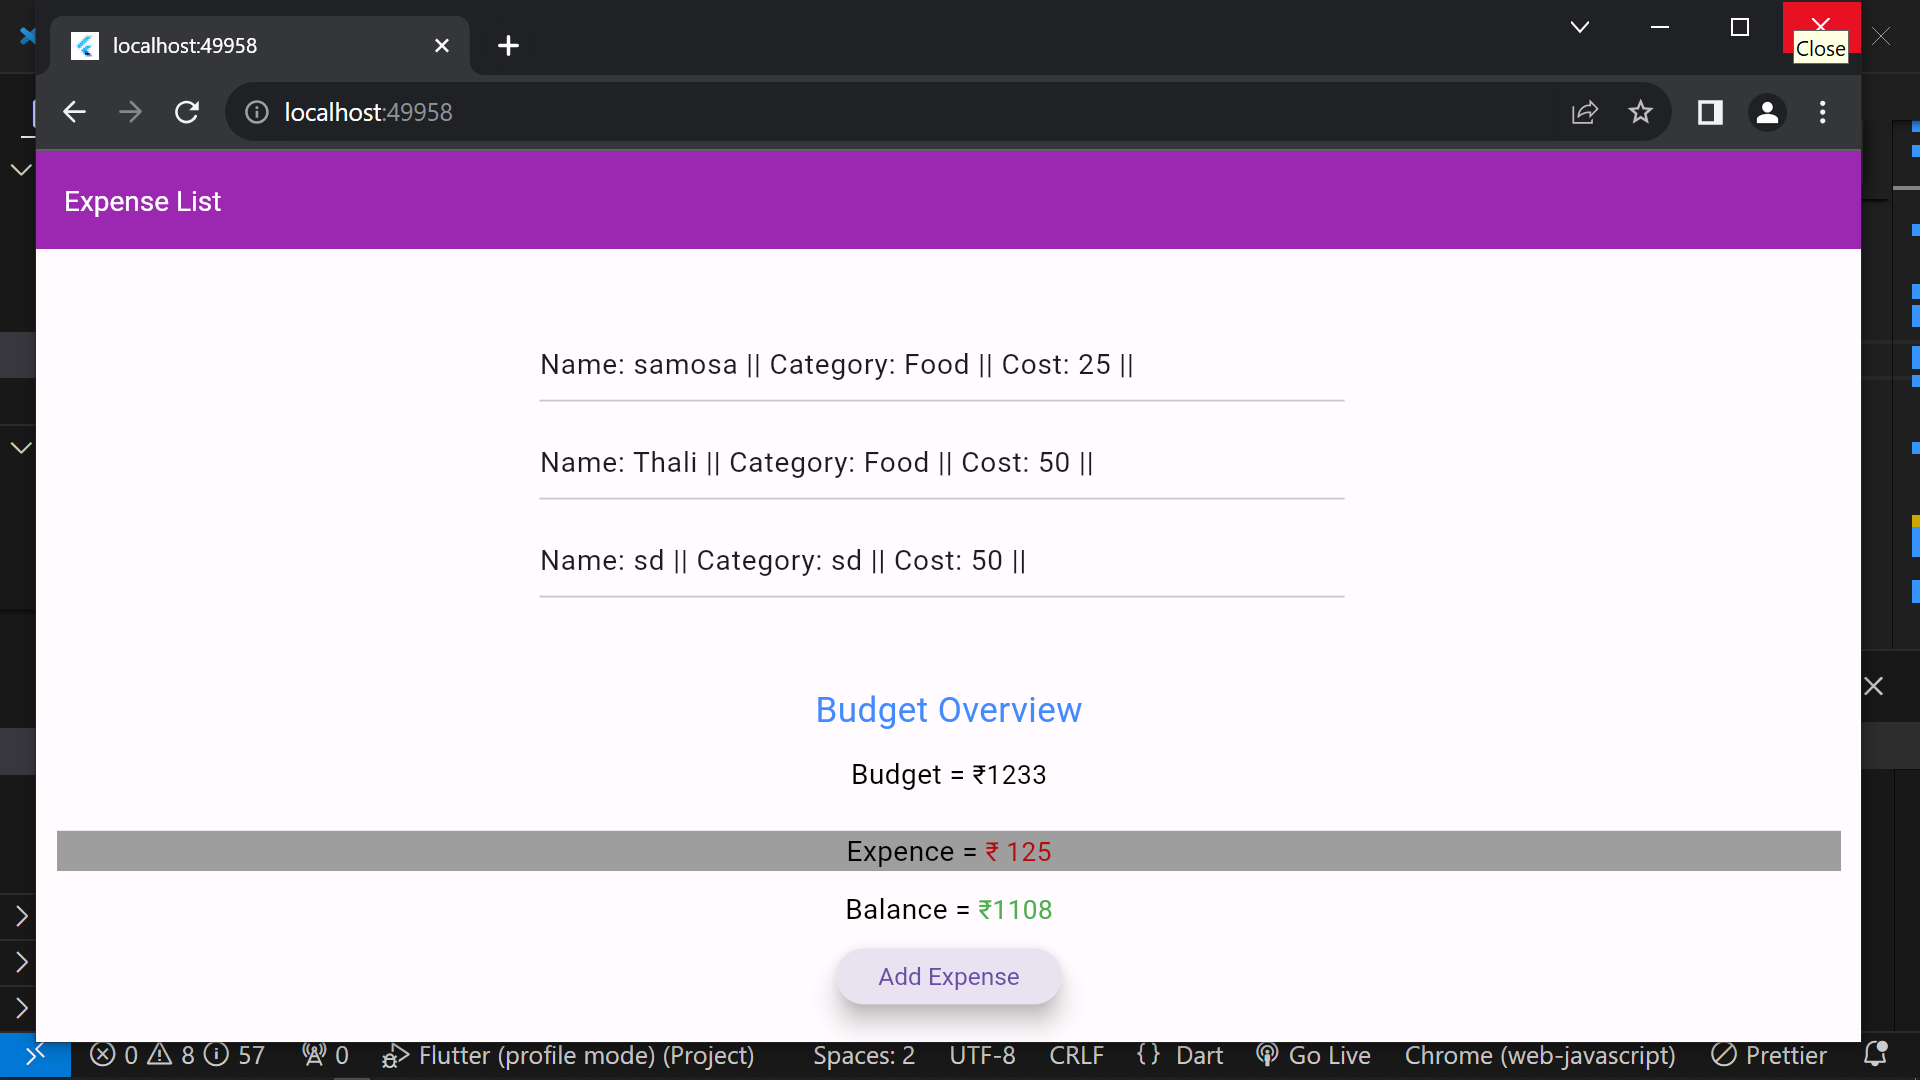 localhost:49958
Close
localhost:49958
Expense List
Name: samosa || Category: Food || Cost: 25 ||
Name: Thali || Category: Food || Cost: 50 ||
Name: sd || Category: sd || Cost: 50 ||
Budget Overview
Budget = ₹1233
Expence = ₹ 125
Balance = ₹1108
Add Expense
0 8 57 0 Flutter (profile mode) (Project) Spaces: 2 UTF-8 CRLF {} Dart Go Live Chrome (web-javascript) Prettier